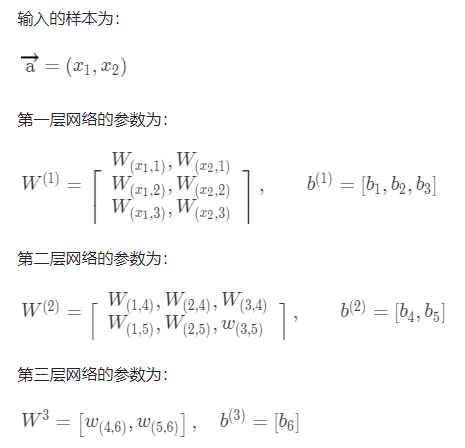 输入的样本为：
$\overrightarrow{a} = (x_1, x_2)$
第一层网络的参数为：
$W^{(1)} = \begin{bmatrix} W_{(x_1,1)}, W_{(x_2,1)} \\ W_{(x_1,2)}, W_{(x_2,2)} \\ W_{(x_1,3)}, W_{(x_2,3)} \end{bmatrix}, \quad b^{(1)} = [b_1, b_2, b_3]$
第二层网络的参数为：
$W^{(2)} = \begin{bmatrix} W_{(1,4)}, W_{(2,4)}, W_{(3,4)} \\ W_{(1,5)}, W_{(2,5)}, w_{(3,5)} \end{bmatrix}, \quad b^{(2)} = [b_4, b_5]$
第三层网络的参数为：
$W^{3} = [w_{(4,6)}, w_{(5,6)}], \quad b^{(3)} = [b_6]$